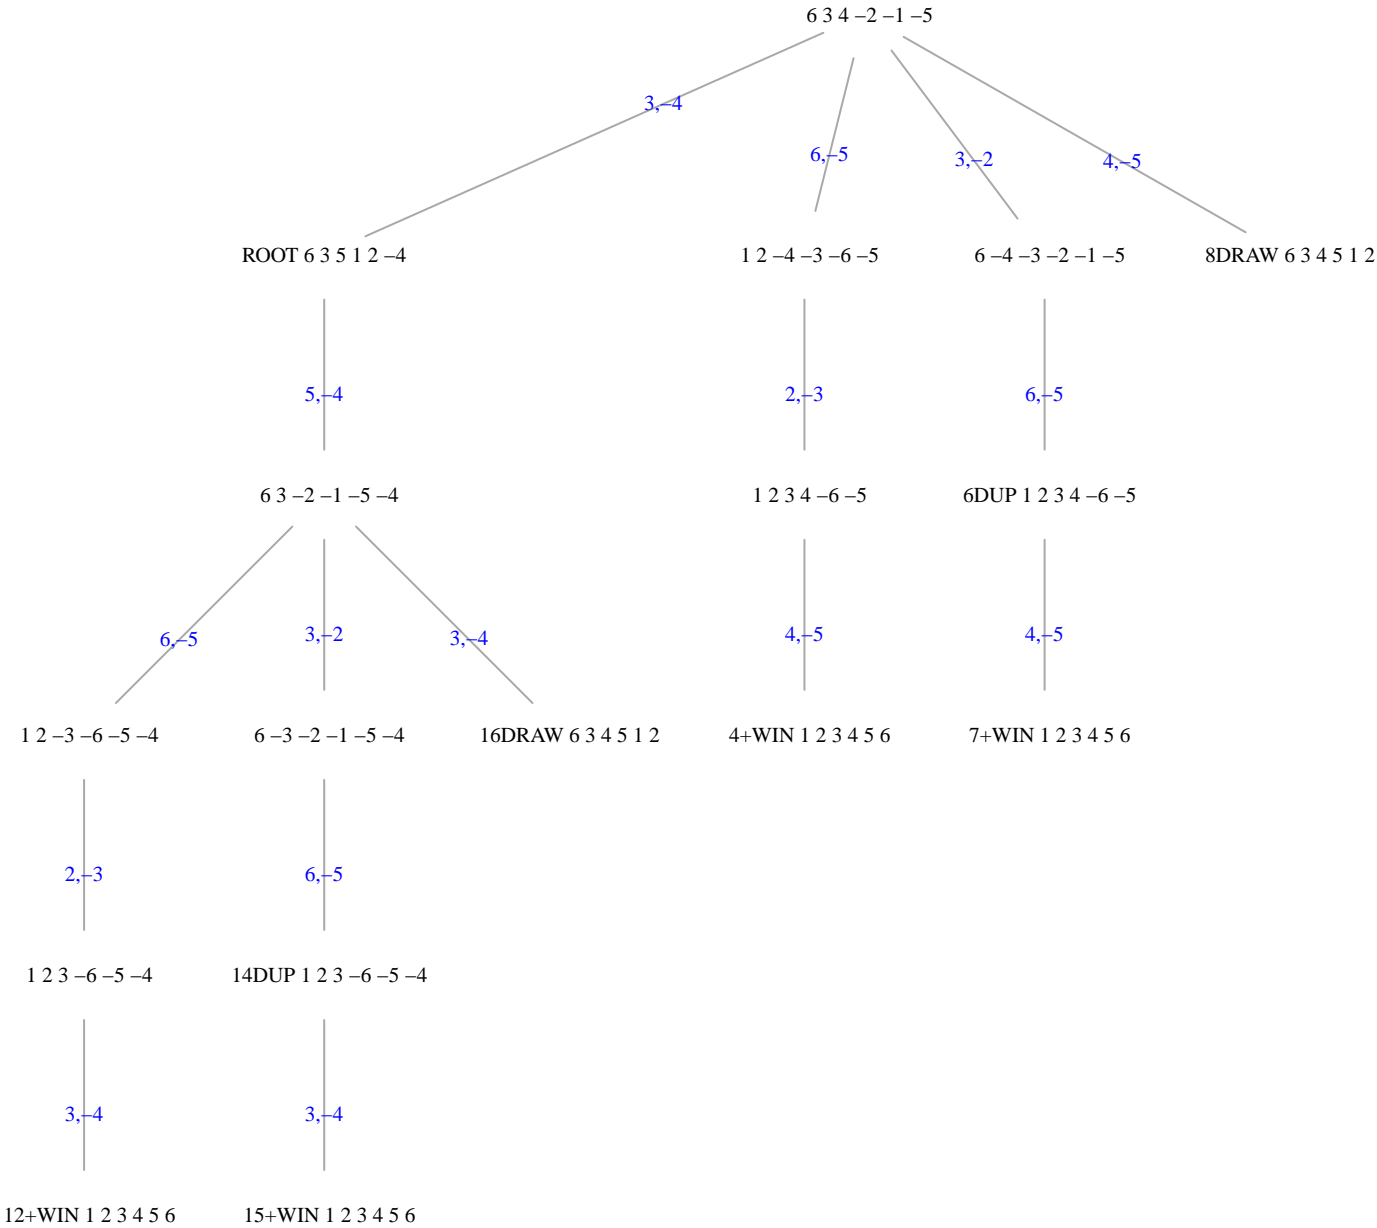 6 3 4 –2 –1 –5
3,–4
6,–5
3,–2
4,–5
ROOT 6 3 5 1 2 –4
1 2 –4 –3 –6 –5
6 –4 –3 –2 –1 –5
8DRAW 6 3 4 5 1 2
5,–4
2,–3
6,–5
6 3 –2 –1 –5 –4
1 2 3 4 –6 –5
6DUP 1 2 3 4 –6 –5
6,–5
3,–2
3,–4
4,–5
4,–5
1 2 –3 –6 –5 –4
6 –3 –2 –1 –5 –4
16DRAW 6 3 4 5 1 2
4+WIN 1 2 3 4 5 6
7+WIN 1 2 3 4 5 6
2,–3
6,–5
1 2 3 –6 –5 –4
14DUP 1 2 3 –6 –5 –4
3,–4
3,–4
12+WIN 1 2 3 4 5 6
15+WIN 1 2 3 4 5 6